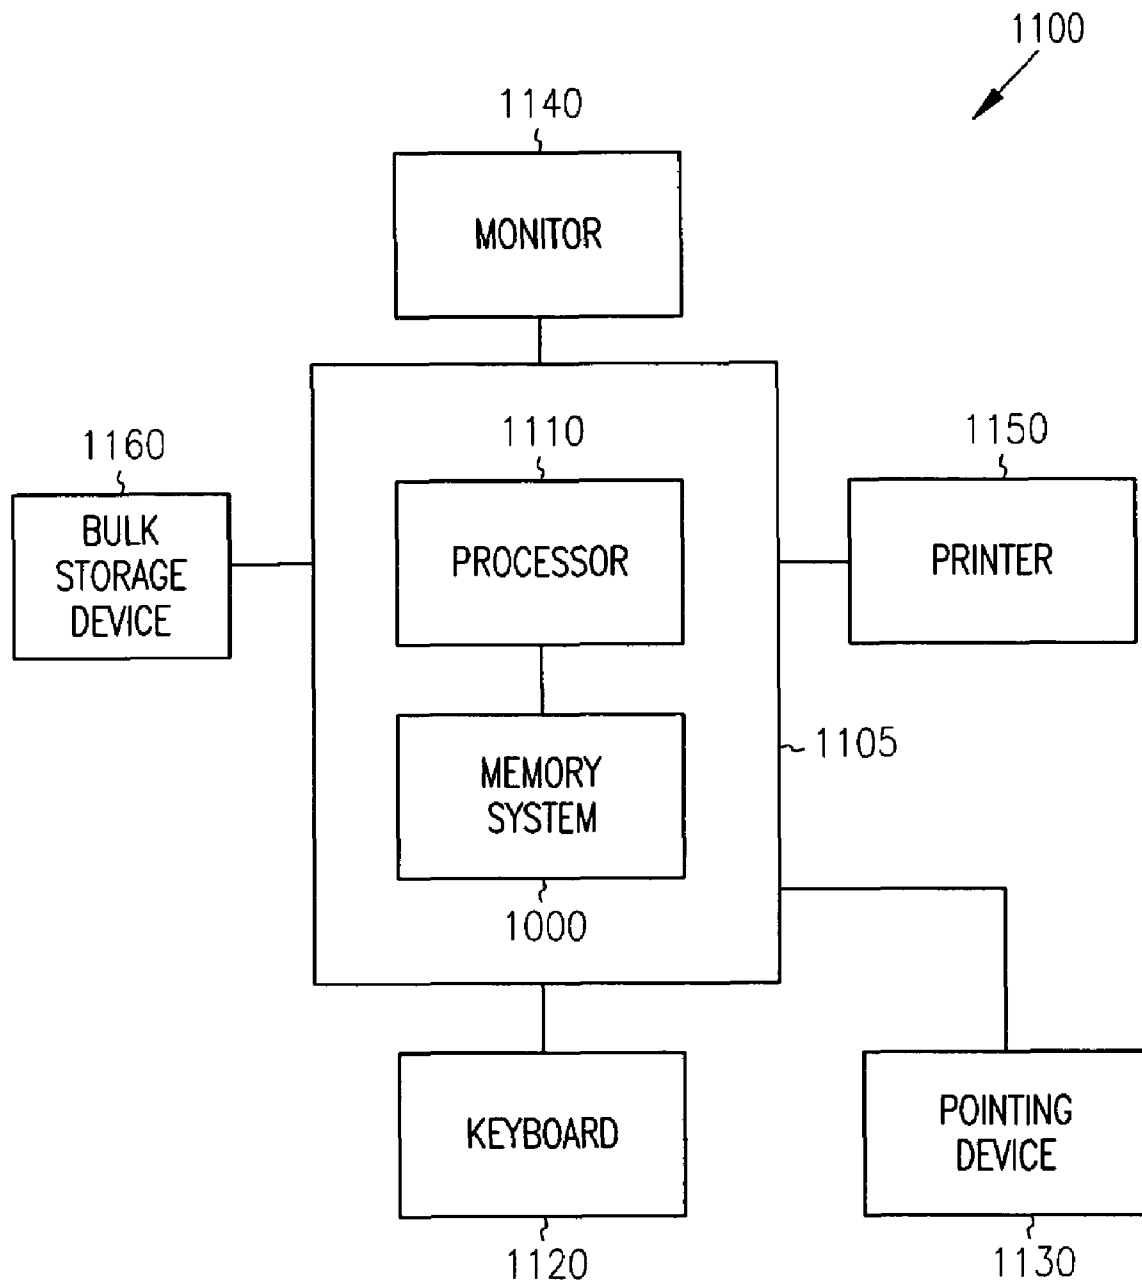 1100
1140
MONITOR
1160
BULK
STORAGE
DEVICE
1110
PROCESSOR
1150
PRINTER
MEMORY
SYSTEM
1000
1105
KEYBOARD
1120
POINTING
DEVICE
1130